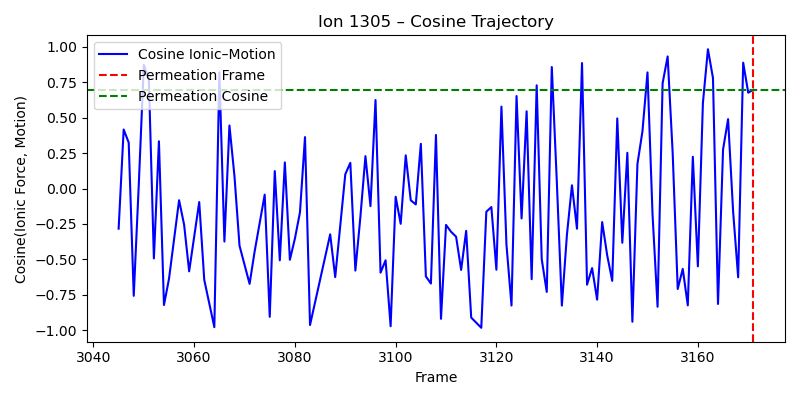 Ion 1305 – Cosine Trajectory
Cosine(Ionic Force, Motion)
1.00
0.75
0.50
0.25
0.00
−0.25
−0.50
−0.75
−1.00
Cosine Ionic–Motion
Permeation Frame
Permeation Cosine
3040 3060 3080 3100 3120 3140 3160
Frame